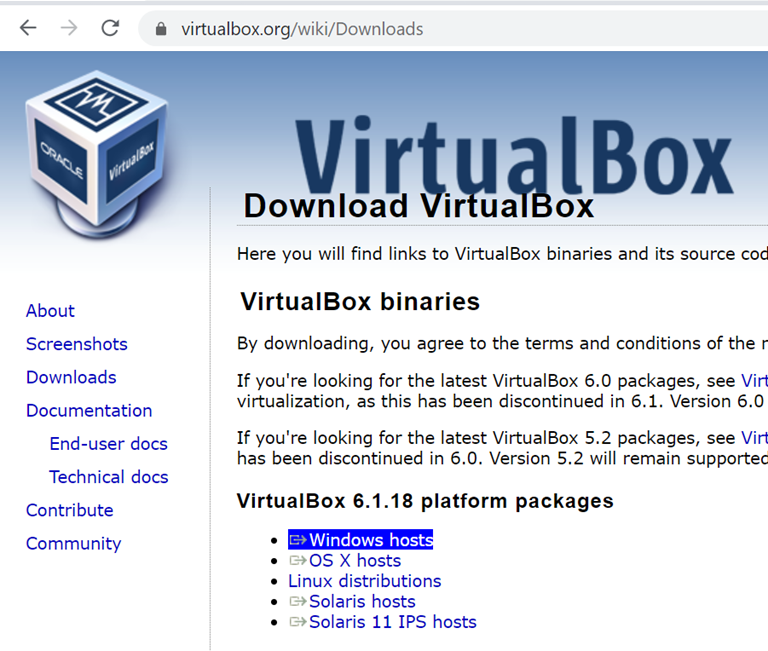 virtualbox.org/wiki/Downloads
ORACLE
VirtualBox
VirtualBox
Download VirtualBox
Here you will find links to VirtualBox binaries and its source cod
VirtualBox binaries
By downloading, you agree to the terms and conditions of the r
If you're looking for the latest VirtualBox 6.0 packages, see Virt
virtualization, as this has been discontinued in 6.1. Version 6.0
If you're looking for the latest VirtualBox 5.2 packages, see Virt
has been discontinued in 6.0. Version 5.2 will remain supported
VirtualBox 6.1.18 platform packages
Windows hosts
OS X hosts
Linux distributions
Solaris hosts
Solaris 11 IPS hosts
About
Screenshots
Downloads
Documentation
End-user docs
Technical docs
Contribute
Community